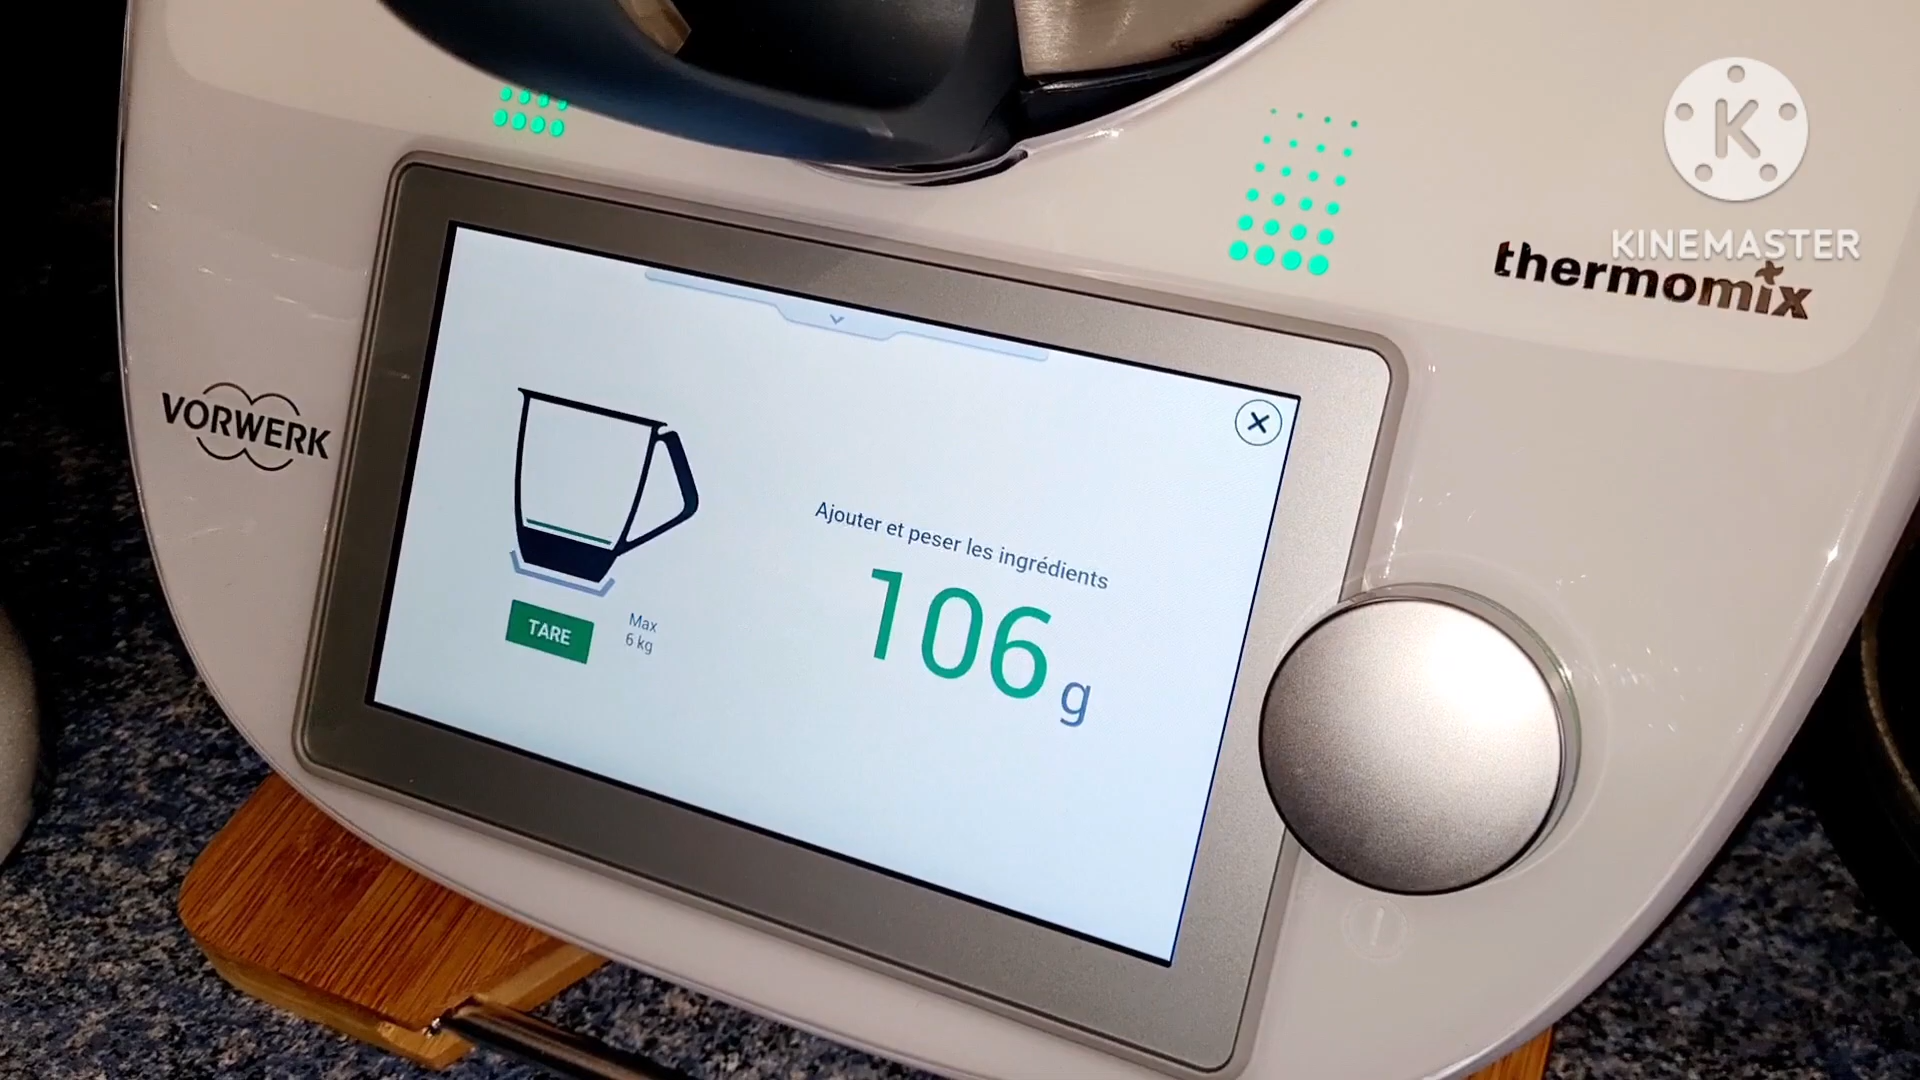 K
KINEMASTER
thermomix
VORWERK
Ajouter et peser les ingrédients
106 g
TARE
Max
6 kg